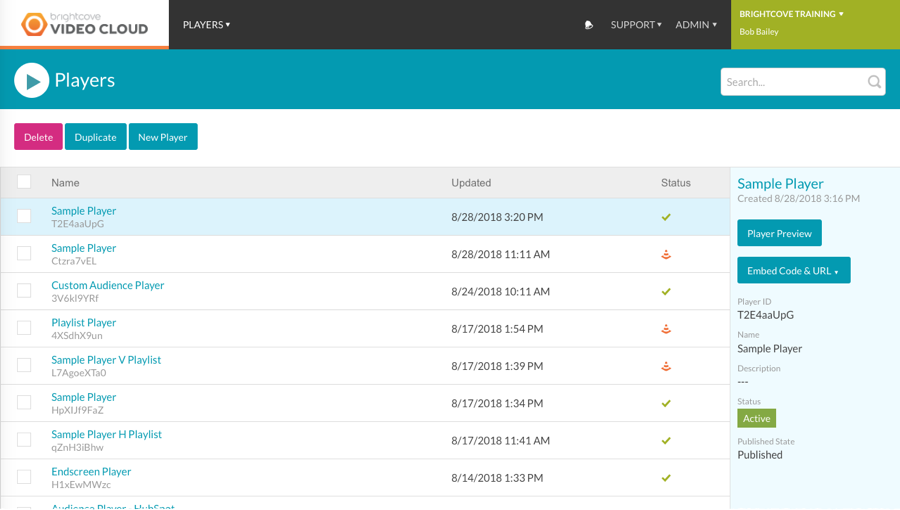 brightcove
VIDEO CLOUD
PLAYERS
SUPPORT
ADMIN
BRIGHTCOVE TRAINING
Bob Bailey
Players
Search...
Delete
Duplicate
New Player
Name Updated Status
Sample Player
T2E4aaUpG
8/28/2018 3:20 PM
Sample Player
Ctzra7vEL
8/28/2018 11:11 AM
Custom Audience Player
3V6kI9YRf
8/24/2018 10:11 AM
Playlist Player
4XSdhX9un
8/17/2018 1:54 PM
Sample Player V Playlist
L7AgoeXTa0
8/17/2018 1:39 PM
Sample Player
HpXIJf9FaZ
8/17/2018 1:34 PM
Sample Player H Playlist
qZnH3iBhw
8/17/2018 11:41 AM
Endscreen Player
H1xEwMWzc
8/14/2018 1:33 PM
Audience Player - HubSpot
Sample Player
Created 8/28/2018 3:16 PM
Player Preview
Embed Code & URL
Player ID
T2E4aaUpG
Name
Sample Player
Description
---
Status
Active
Published State
Published